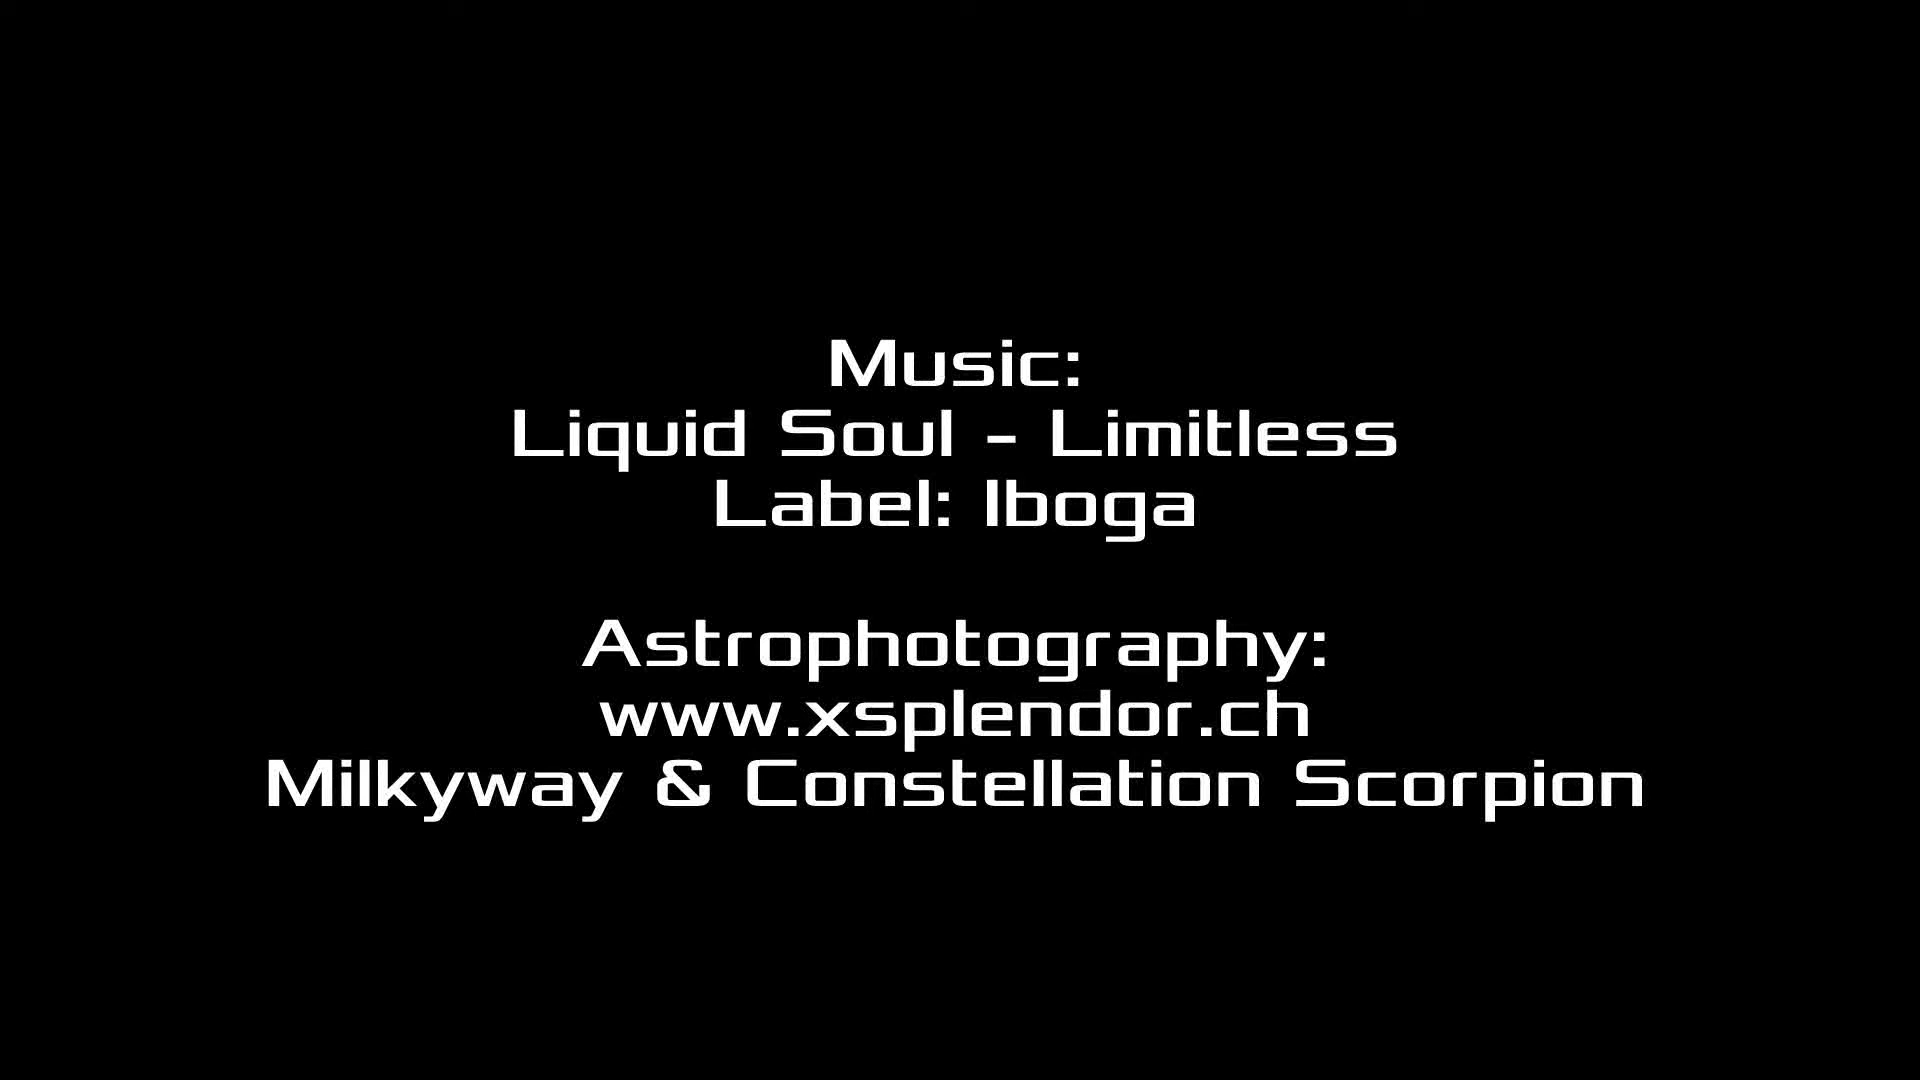 Music:
Liquid Soul - Limitless
Label: Iboga
Astrophotography:
www.xsplendor.ch
Milkyway & Constellation Scorpion